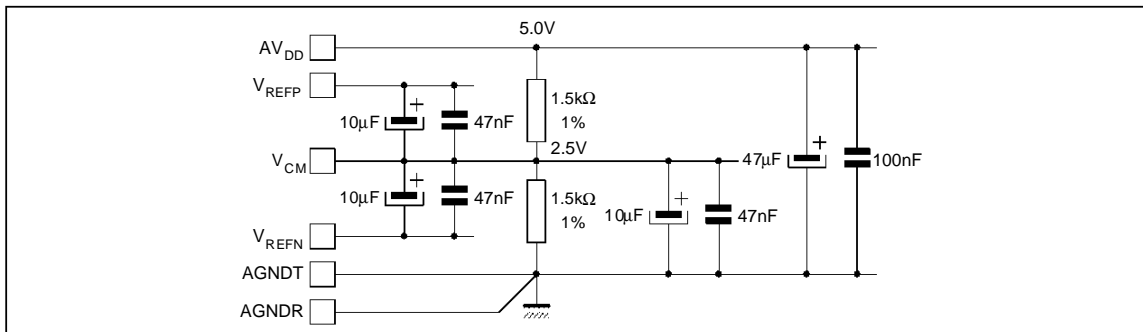 5.0V
AVDD
VREFP
1.5kΩ
1%
10μF + 47nF
2.5V
VCM
47μF + 100nF
10μF + 47nF
1.5kΩ
1%
10μF + 47nF
VREFN
AGNDT
AGNDR